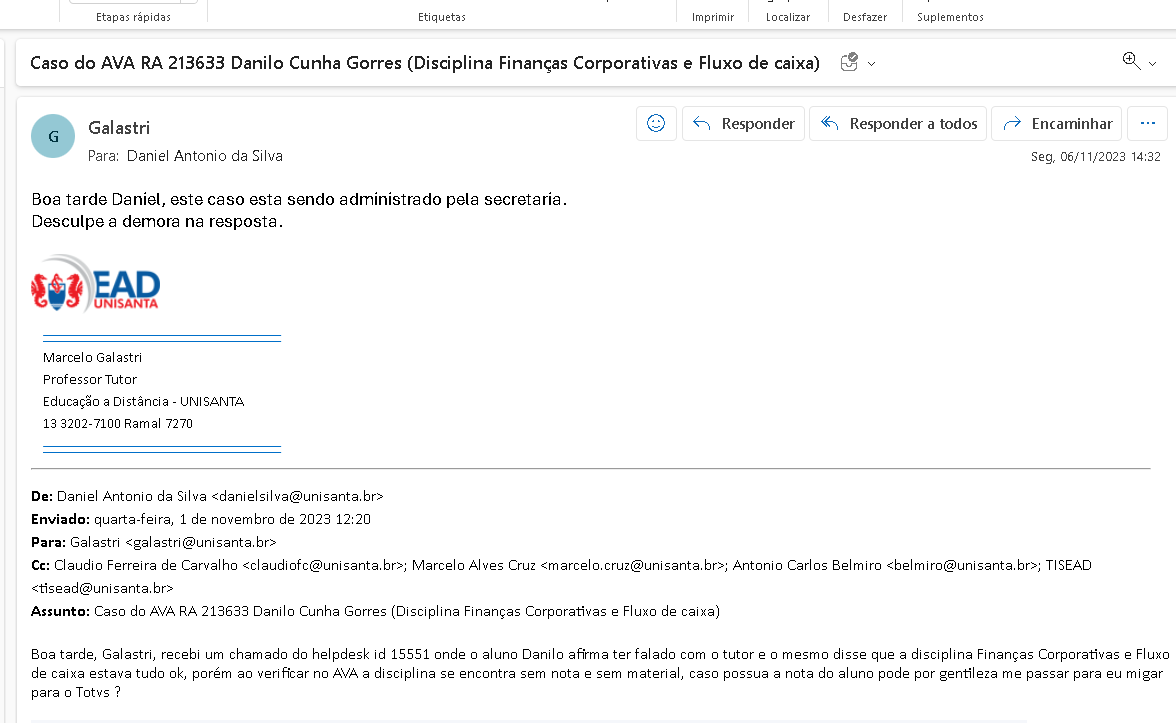 Etapas rápidas
Etiquetas
Imprimir
Localizar
Desfazer
Suplementos
Caso do AVA RA 213633 Danilo Cunha Gorres (Disciplina Finanças Corporativas e Fluxo de caixa)
G
Galastri
Para: Daniel Antonio da Silva
Responder
Responder a todos
Encaminhar
Seg, 06/11/2023 14:32
Boa tarde Daniel, este caso esta sendo administrado pela secretaria.
Desculpe a demora na resposta.
EAD
UNISANTA
Marcelo Galastri
Professor Tutor
Educação a Distância - UNISANTA
13 3202-7100 Ramal 7270
De: Daniel Antonio da Silva <danielsilva@unisanta.br>
Enviado: quarta-feira, 1 de novembro de 2023 12:20
Para: Galastri <galastri@unisanta.br>
Cc: Claudio Ferreira de Carvalho <claudiofc@unisanta.br>; Marcelo Alves Cruz <marcelo.cruz@unisanta.br>; Antonio Carlos Belmiro <belmiro@unisanta.br>; TISEAD
<tisead@unisanta.br>
Assunto: Caso do AVA RA 213633 Danilo Cunha Gorres (Disciplina Finanças Corporativas e Fluxo de caixa)
Boa tarde, Galastri, recebi um chamado do helpdesk id 15551 onde o aluno Danilo afirma ter falado com o tutor e o mesmo disse que a disciplina Finanças Corporativas e Fluxo
de caixa estava tudo ok, porém ao verificar no AVA a disciplina se encontra sem nota e sem material, caso possua a nota do aluno pode por gentileza me passar para eu migar
para o Totvs ?